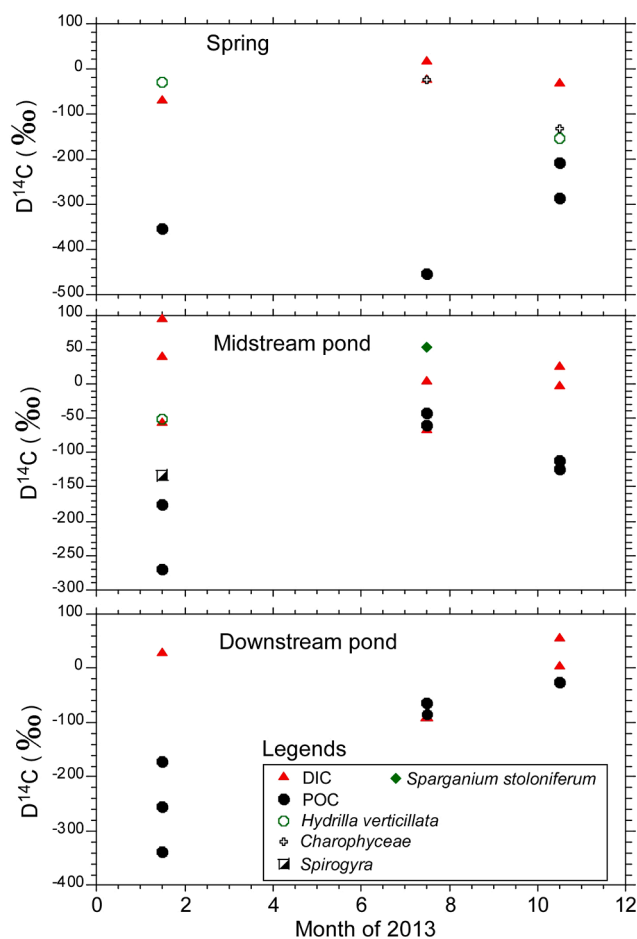 100
Spring
0
-100
-200
-300
-400
-500
D¹⁴C (‰)
100
Midstream pond
50
0
-50
-100
-150
-200
-250
-300
D¹⁴C (‰)
100
Downstream pond
0
-100
-200
-300
-400
D¹⁴C (‰)
Legends
DIC
Sparganium stoloniferum
POC
Hydrilla verticillata
Charophyceae
Spirogyra
0 2 4 6 8 10 12
Month of 2013